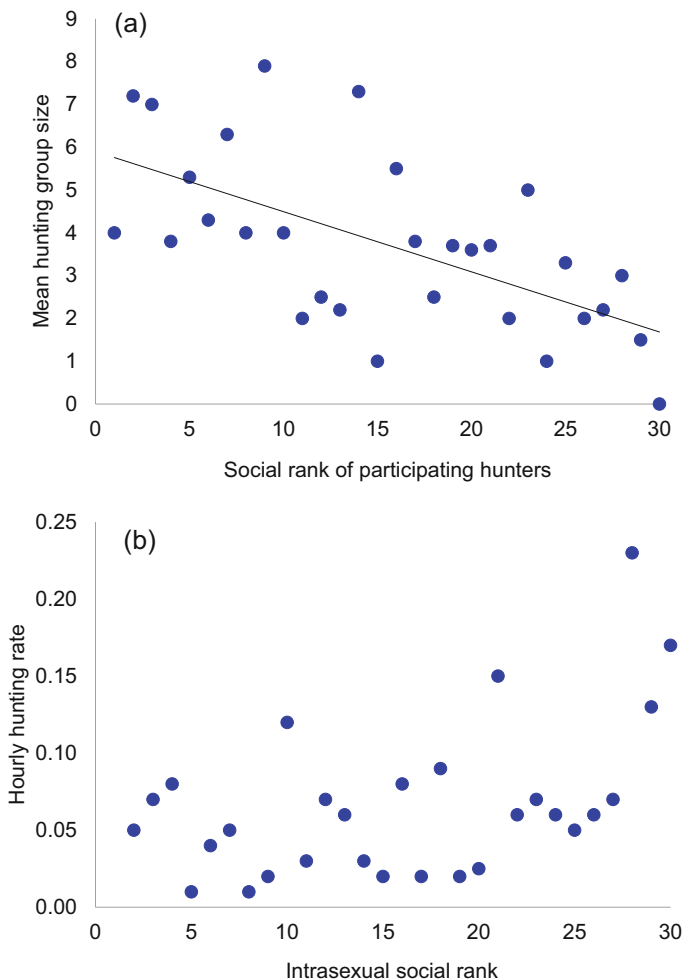 (a)
9
8
7
6
5
4
3
2
1
0
Mean hunting group size
0 5 10 15 20 25 30
Social rank of participating hunters
(b)
0.25
0.20
0.15
0.10
0.05
0.00
Hourly hunting rate
0 5 10 15 20 25 30
Intrasexual social rank